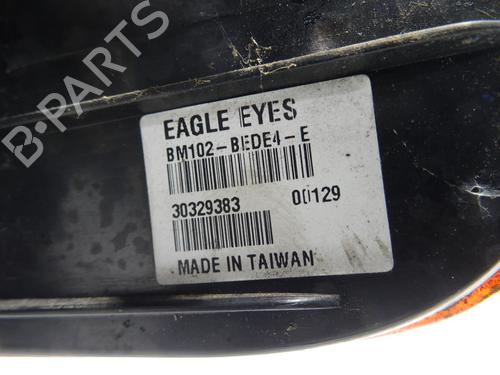 EAGLE EYES
BM102-BEDE4-E
30329383 00129
MADE IN TAIWAN
B-PARTS